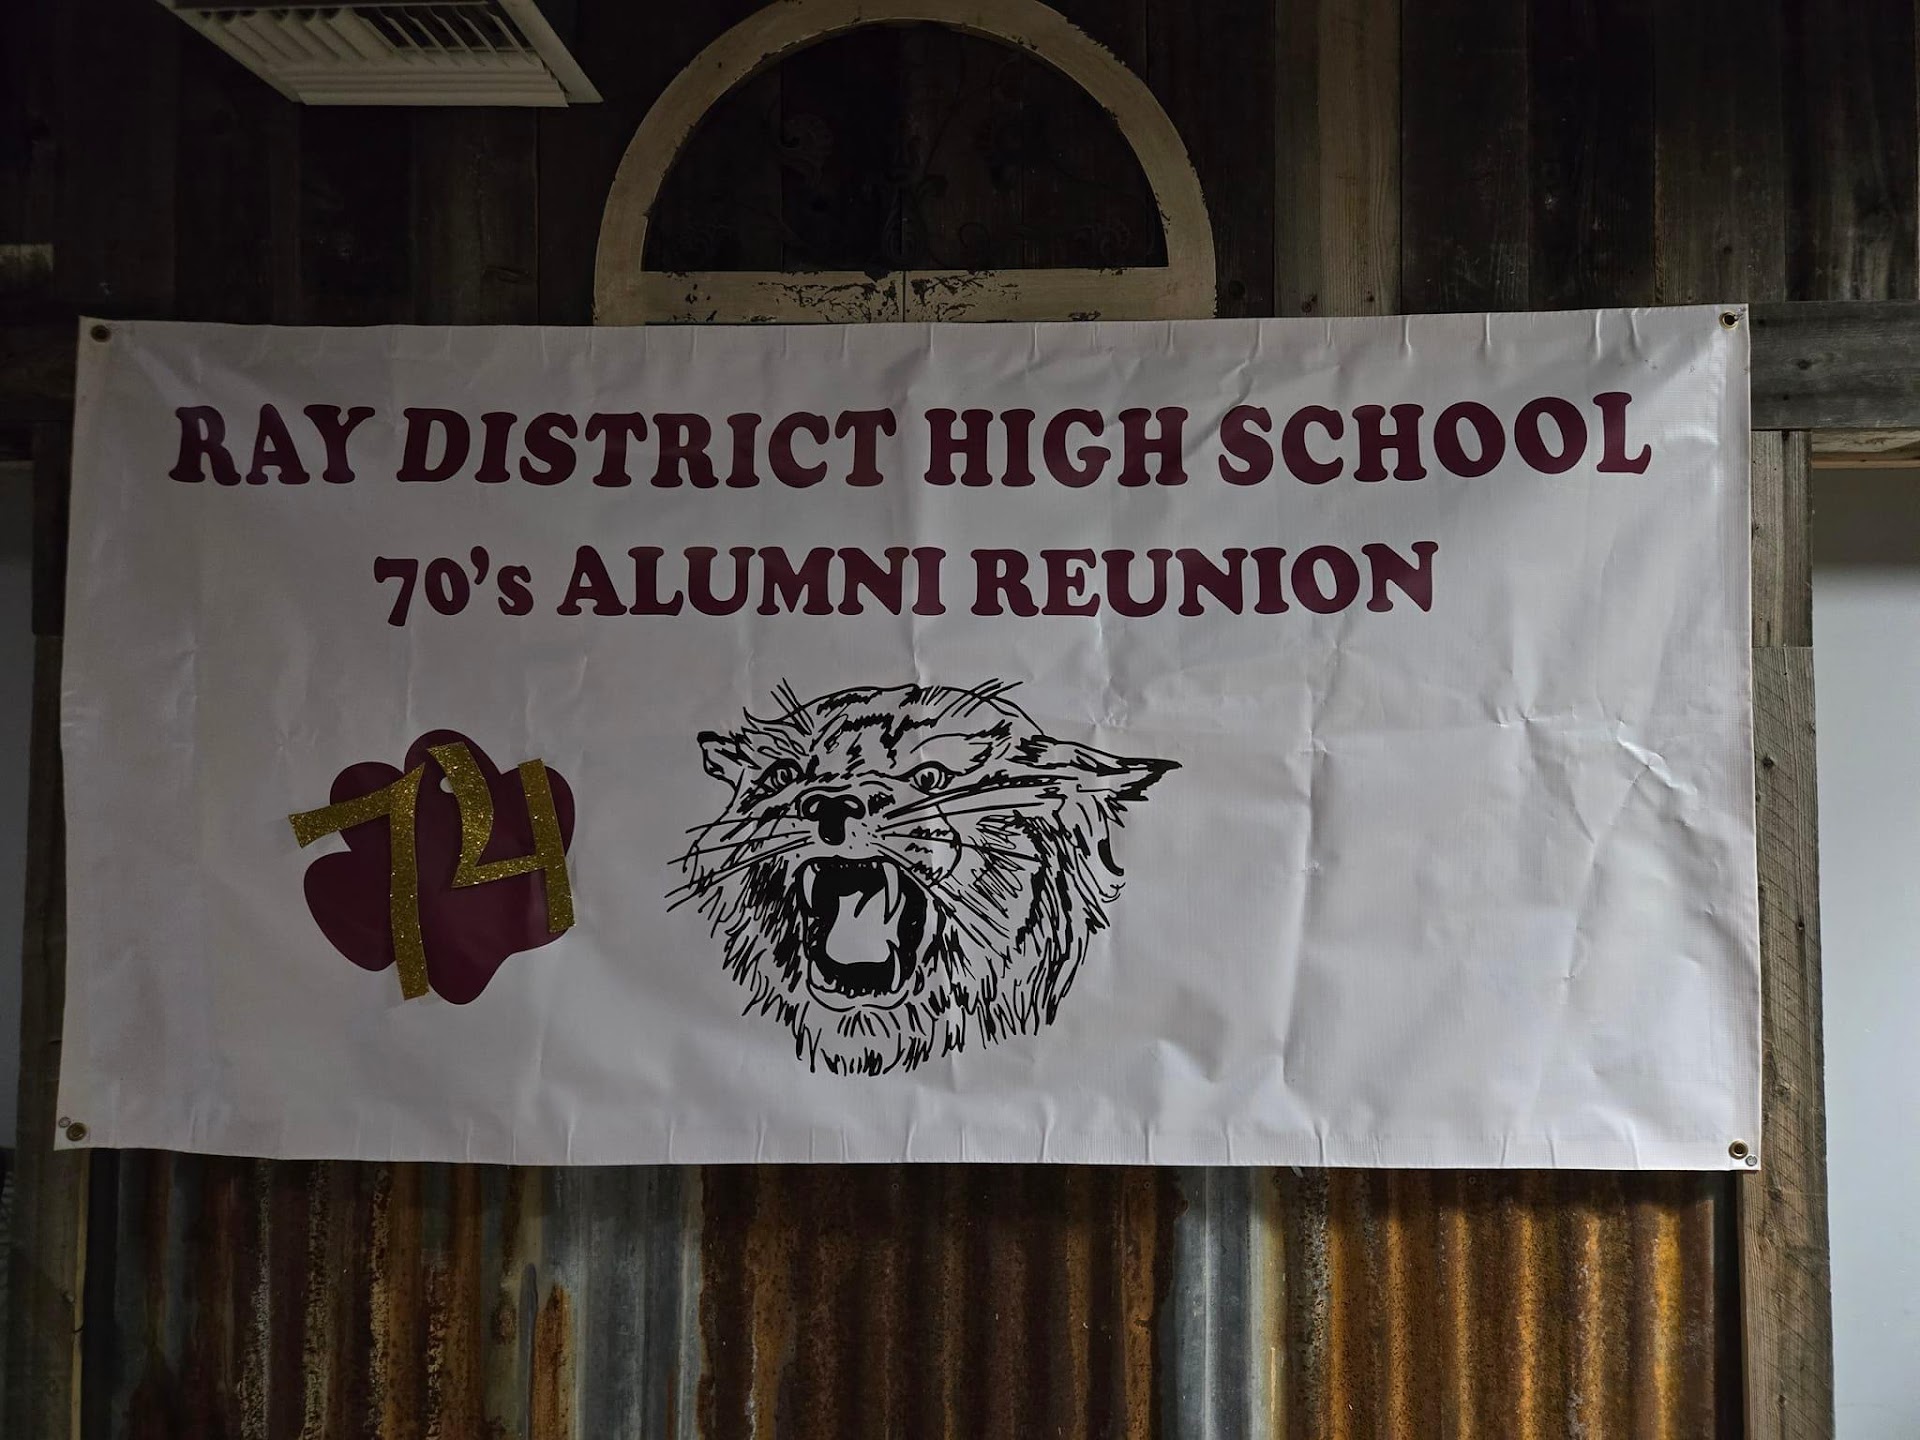 RAY DISTRICT HIGH SCHOOL
70's ALUMNI REUNION
74